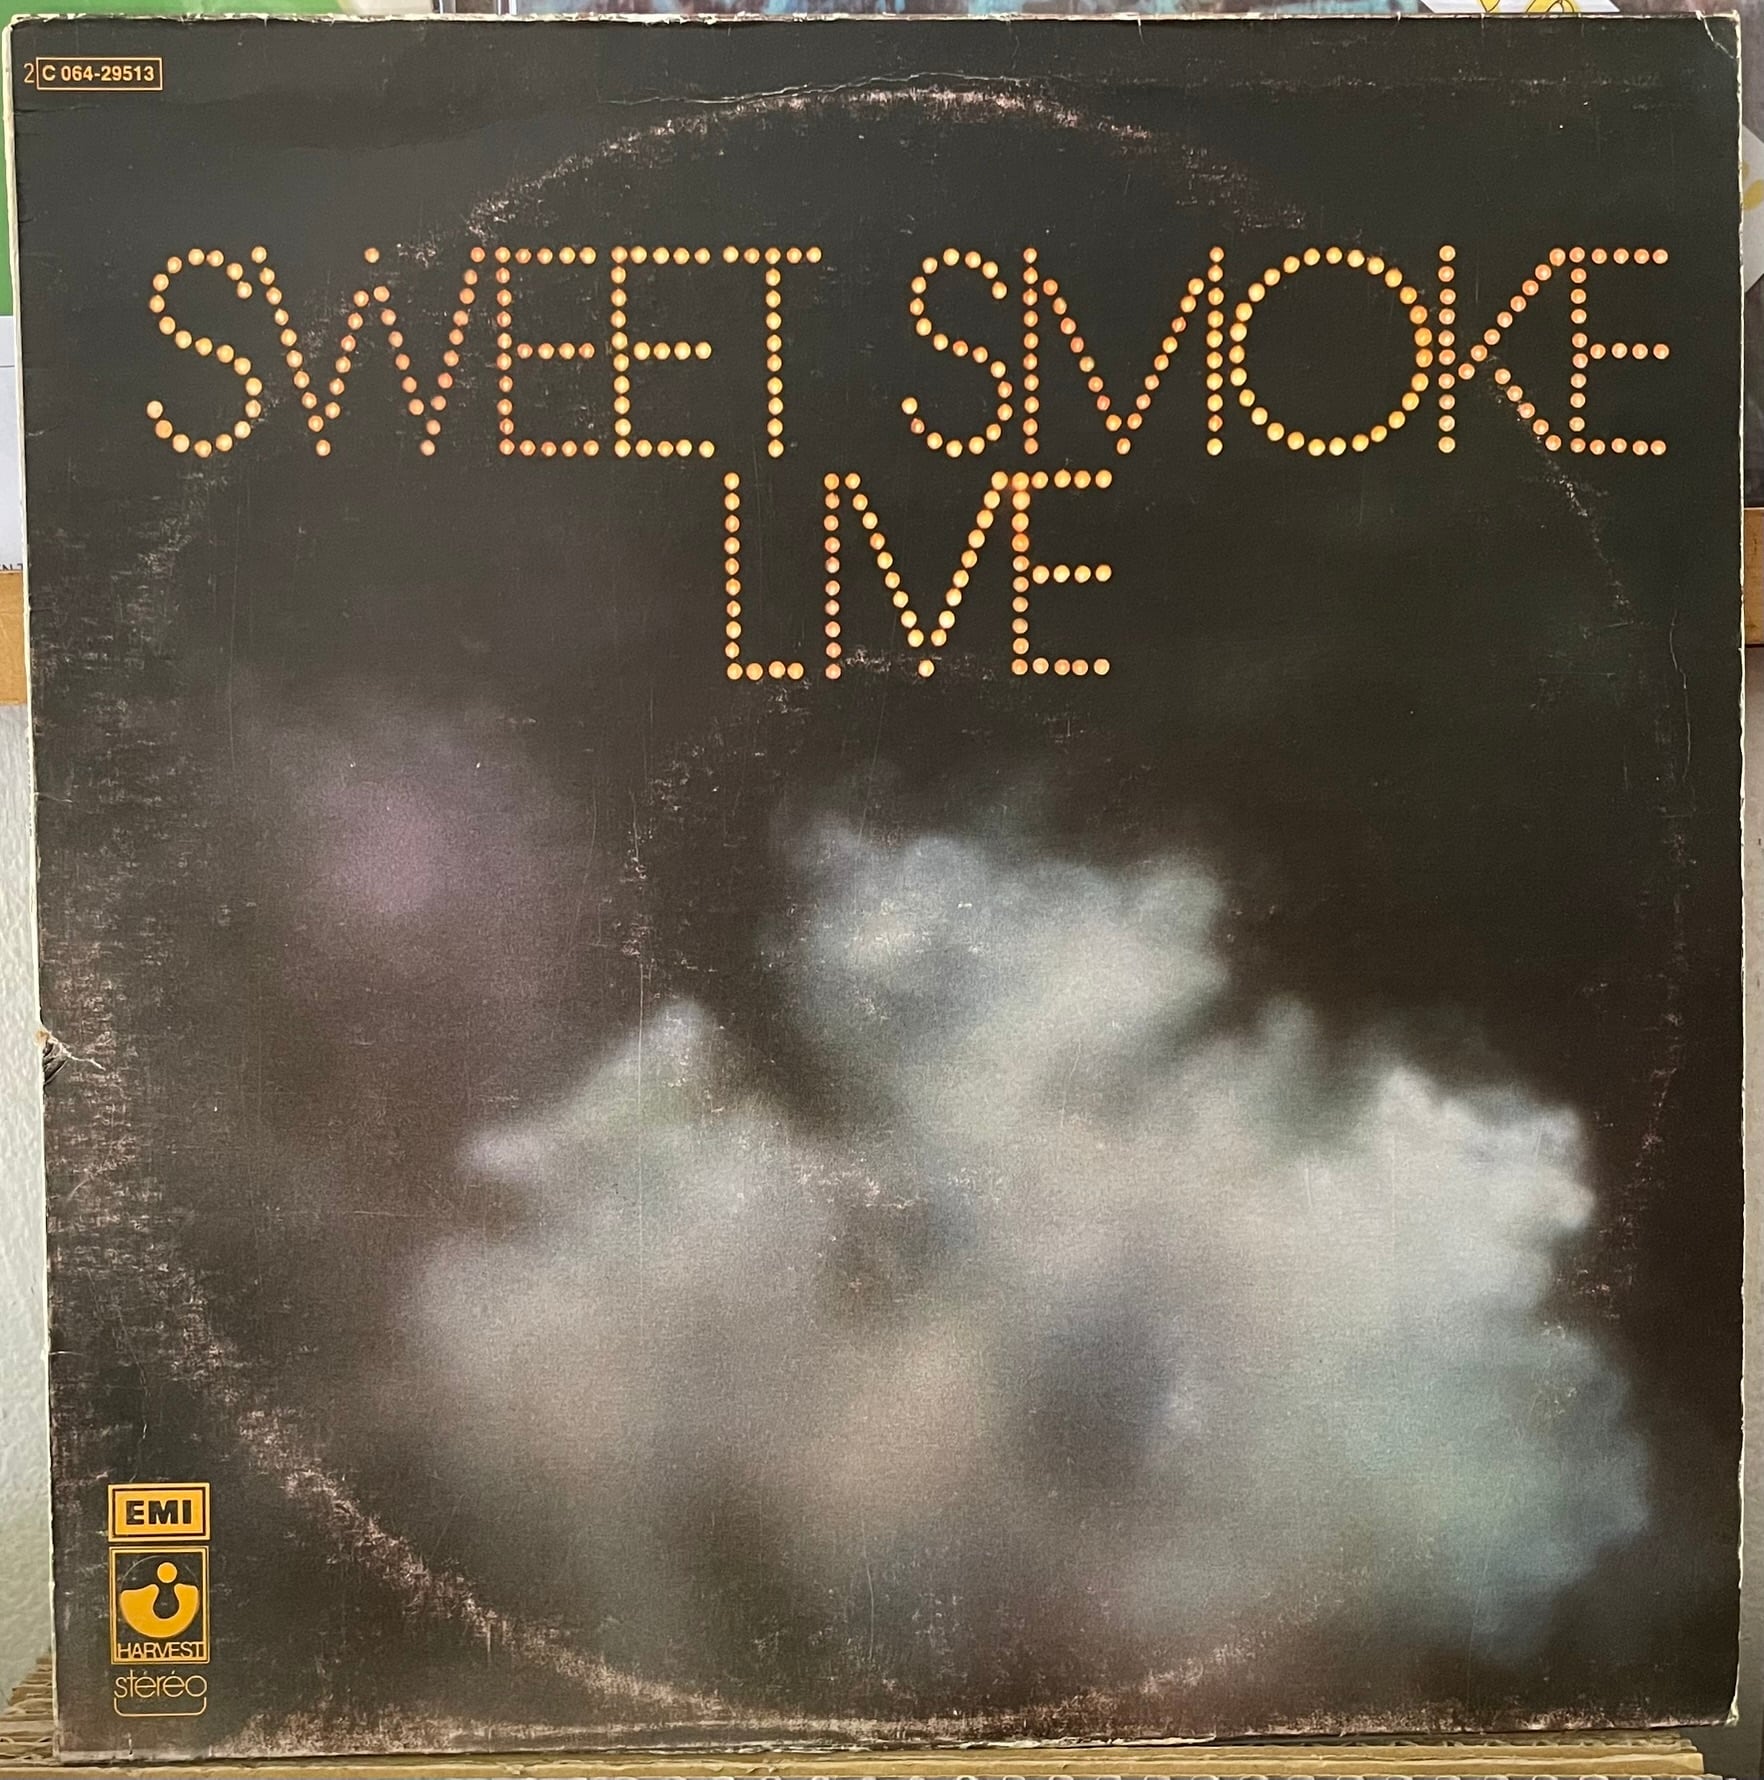 2 C 064-29513
SWEET SMOKE
LIVE
EMI
HARVEST
stéréo